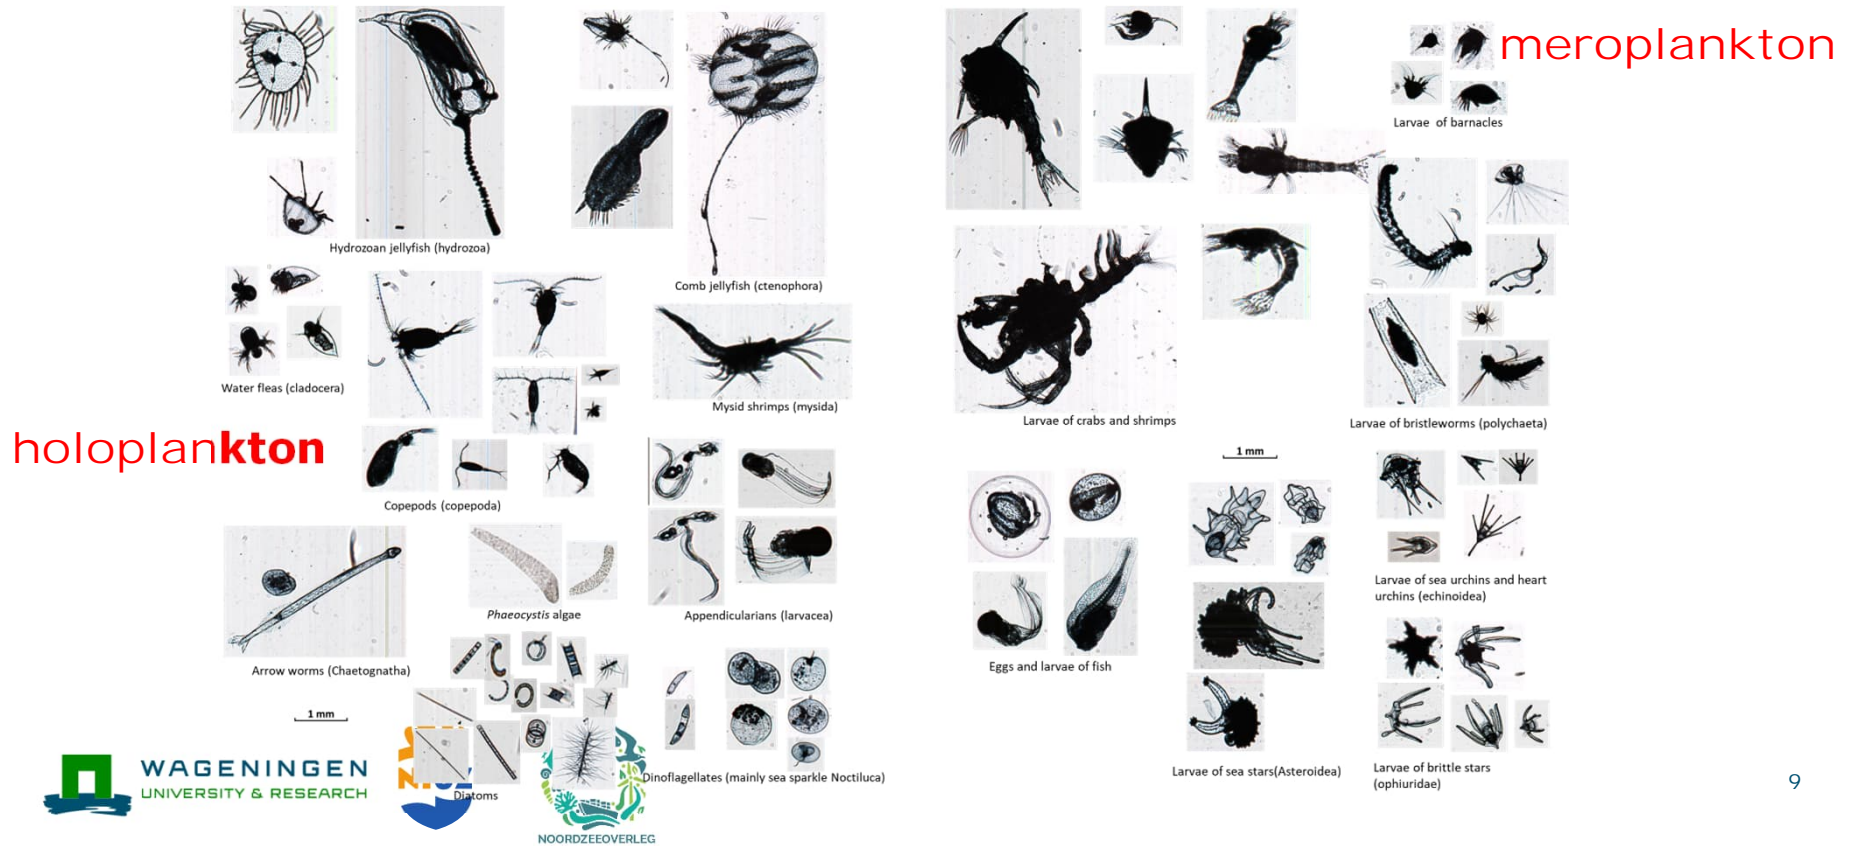 meroplankton
Larvae of barnacles
Hydrozoan jellyfish (hydrozoa)
Comb jellyfish (ctenophora)
Water fleas (cladocera)
Mysid shrimps (mysida)
Larvae of crabs and shrimps
Larvae of bristleworms (polychaeta)
holoplankton
1 mm
Copepods (copepoda)
Phaeocystis algae
Appendicularians (larvacea)
Larvae of sea urchins and heart
urchins (echinoidea)
Arrow worms (Chaetognatha)
Eggs and larvae of fish
1 mm
Larvae of sea stars(Asteroidea)
Larvae of brittle stars
(ophiuridae)
Dinoflagellates (mainly sea sparkle Noctiluca)
Diatoms
WAGENINGEN
UNIVERSITY & RESEARCH
NOORDZEEOVERLEG
9